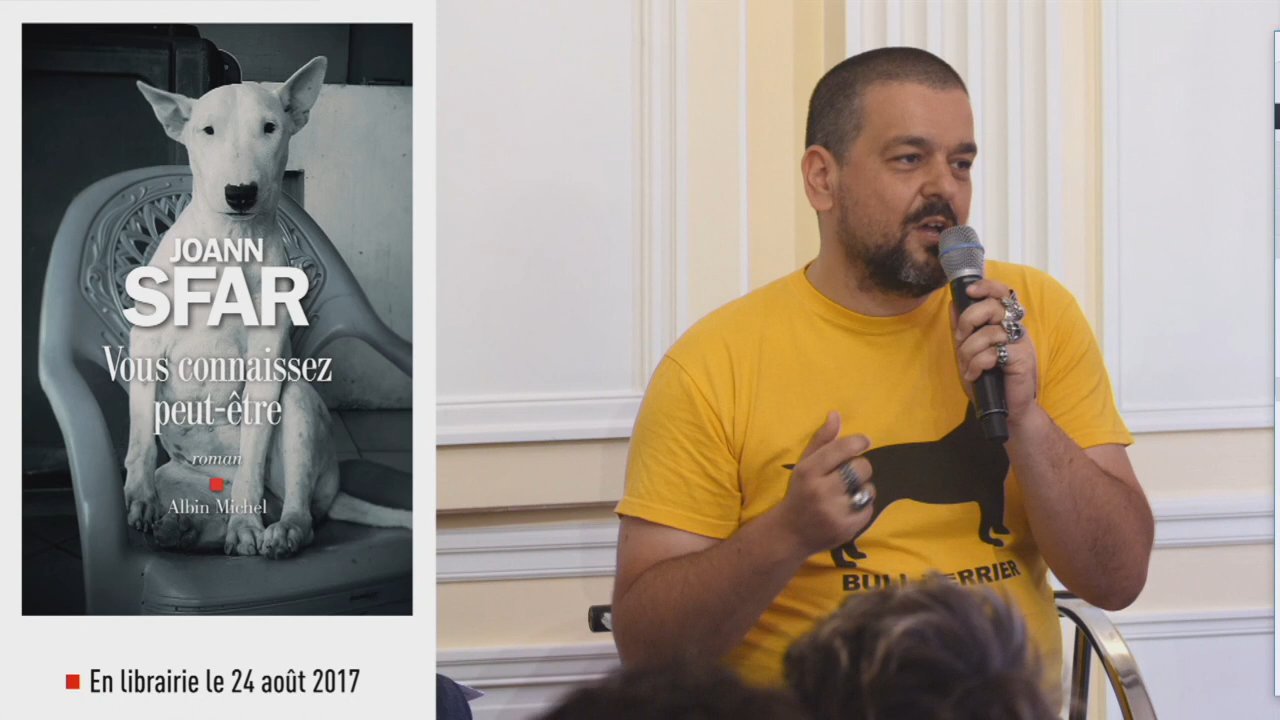 JOANN
SFAR
Vous connaissez
peut-être
roman
Albin Michel
En librairie le 24 août 2017
BULL TERRIER